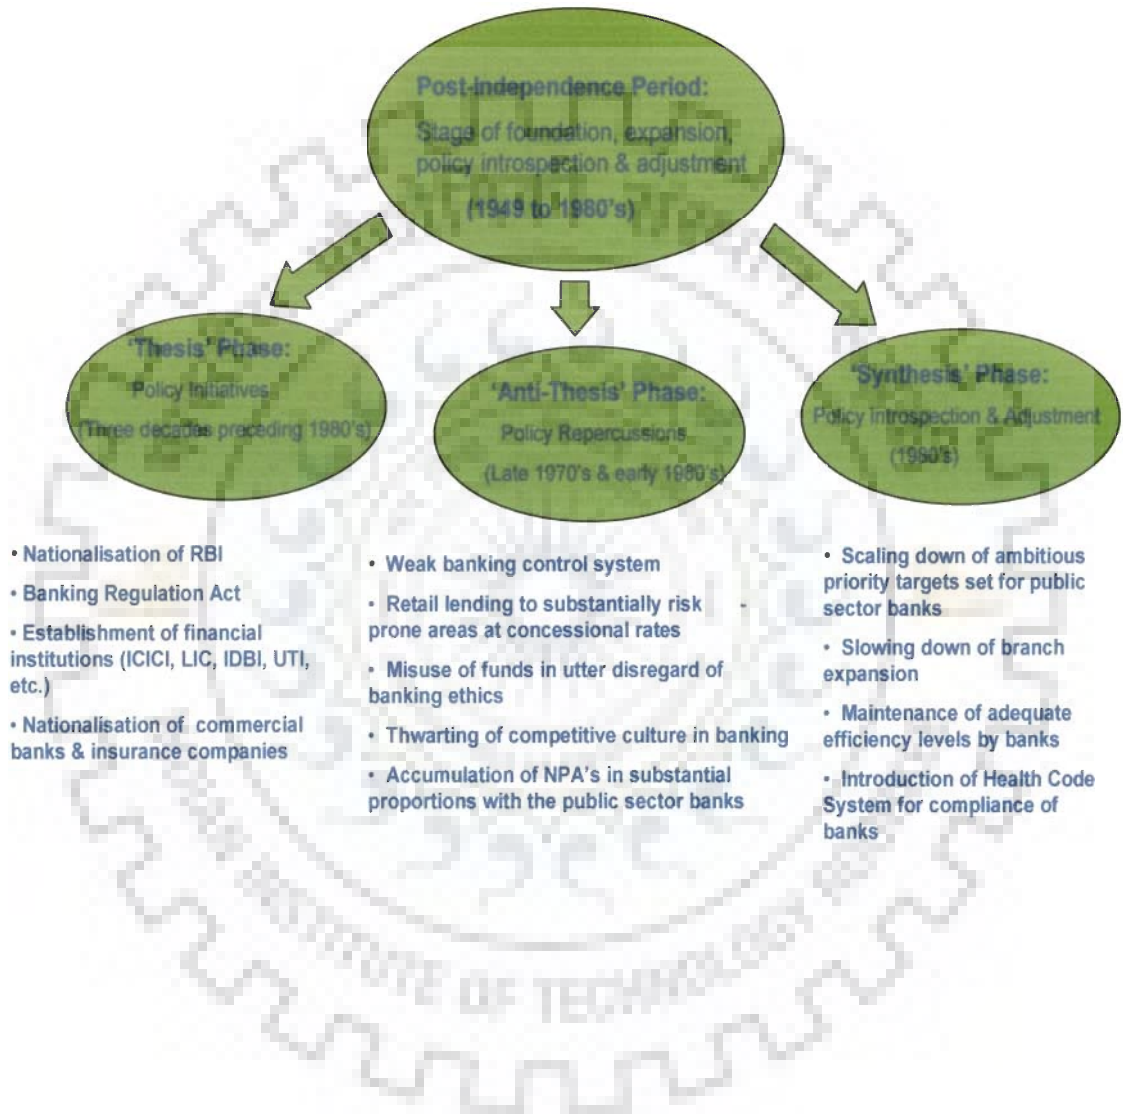 Post-Independence Period:
Stage of foundation, expansion,
policy introspection & adjustment
(1949 to 1980's)
'Thesis' Phase:
Policy Initiatives
(Three decades preceding 1980's)
'Anti-Thesis' Phase:
Policy Repercussions
(Late 1970's & early 1980's)
'Synthesis' Phase:
Policy Introspection & Adjustment
(1980's)
• Nationalisation of RBI
• Banking Regulation Act
• Establishment of financial
institutions (ICICI, LIC, IDBI, UTI,
etc.)
• Nationalisation of commercial
banks & insurance companies
• Weak banking control system
• Retail lending to substantially risk
prone areas at concessional rates
• Misuse of funds in utter disregard of
banking ethics
• Thwarting of competitive culture in banking
• Accumulation of NPA's in substantial
proportions with the public sector banks
• Scaling down of ambitious
priority targets set for public
sector banks
• Slowing down of branch
expansion
• Maintenance of adequate
efficiency levels by banks
• Introduction of Health Code
System for compliance of
banks
INSTITUTE OF TECHNOLOGY